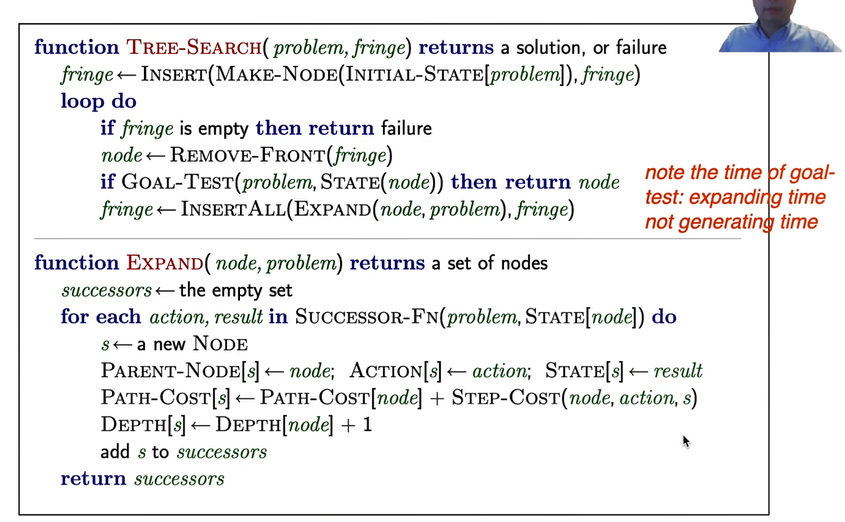 function TREE-SEARCH( problem, fringe) returns a solution, or failure
fringe ← INSERT(MAKE-NODE(INITIAL-STATE[problem]), fringe)
loop do
if fringe is empty then return failure
node ← REMOVE-FRONT(fringe)
if GOAL-TEST(problem, STATE(node)) then return node
fringe ← INSERTALL(EXPAND(node, problem), fringe)
note the time of goal-
test: expanding time
not generating time
function EXPAND( node, problem) returns a set of nodes
successors ← the empty set
for each action, result in SUCCESSOR-FN(problem, STATE[node]) do
s ← a new NODE
PARENT-NODE[s] ← node; ACTION[s] ← action; STATE[s] ← result
PATH-COST[s] ← PATH-COST[node] + STEP-COST(node, action, s)
DEPTH[s] ← DEPTH[node] + 1
add s to successors
return successors